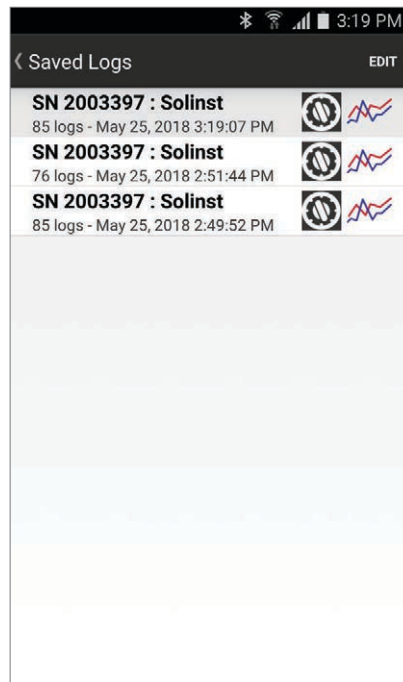 3:19 PM
Saved Logs EDIT
SN 2003397 : Solinst
85 logs - May 25, 2018 3:19:07 PM
SN 2003397 : Solinst
76 logs - May 25, 2018 2:51:44 PM
SN 2003397 : Solinst
85 logs - May 25, 2018 2:49:52 PM